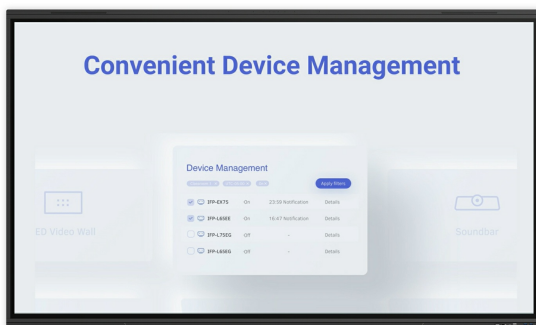 Convenient Device Management
Device Management
Apply filters
IFP-EX75 On 23:36 Notification Details
IFP-L65EE On 16:47 Notification Details
IFP-L75EG Off - Details
IFP-L65EG Off - Details
ED Video Wall
Soundbar